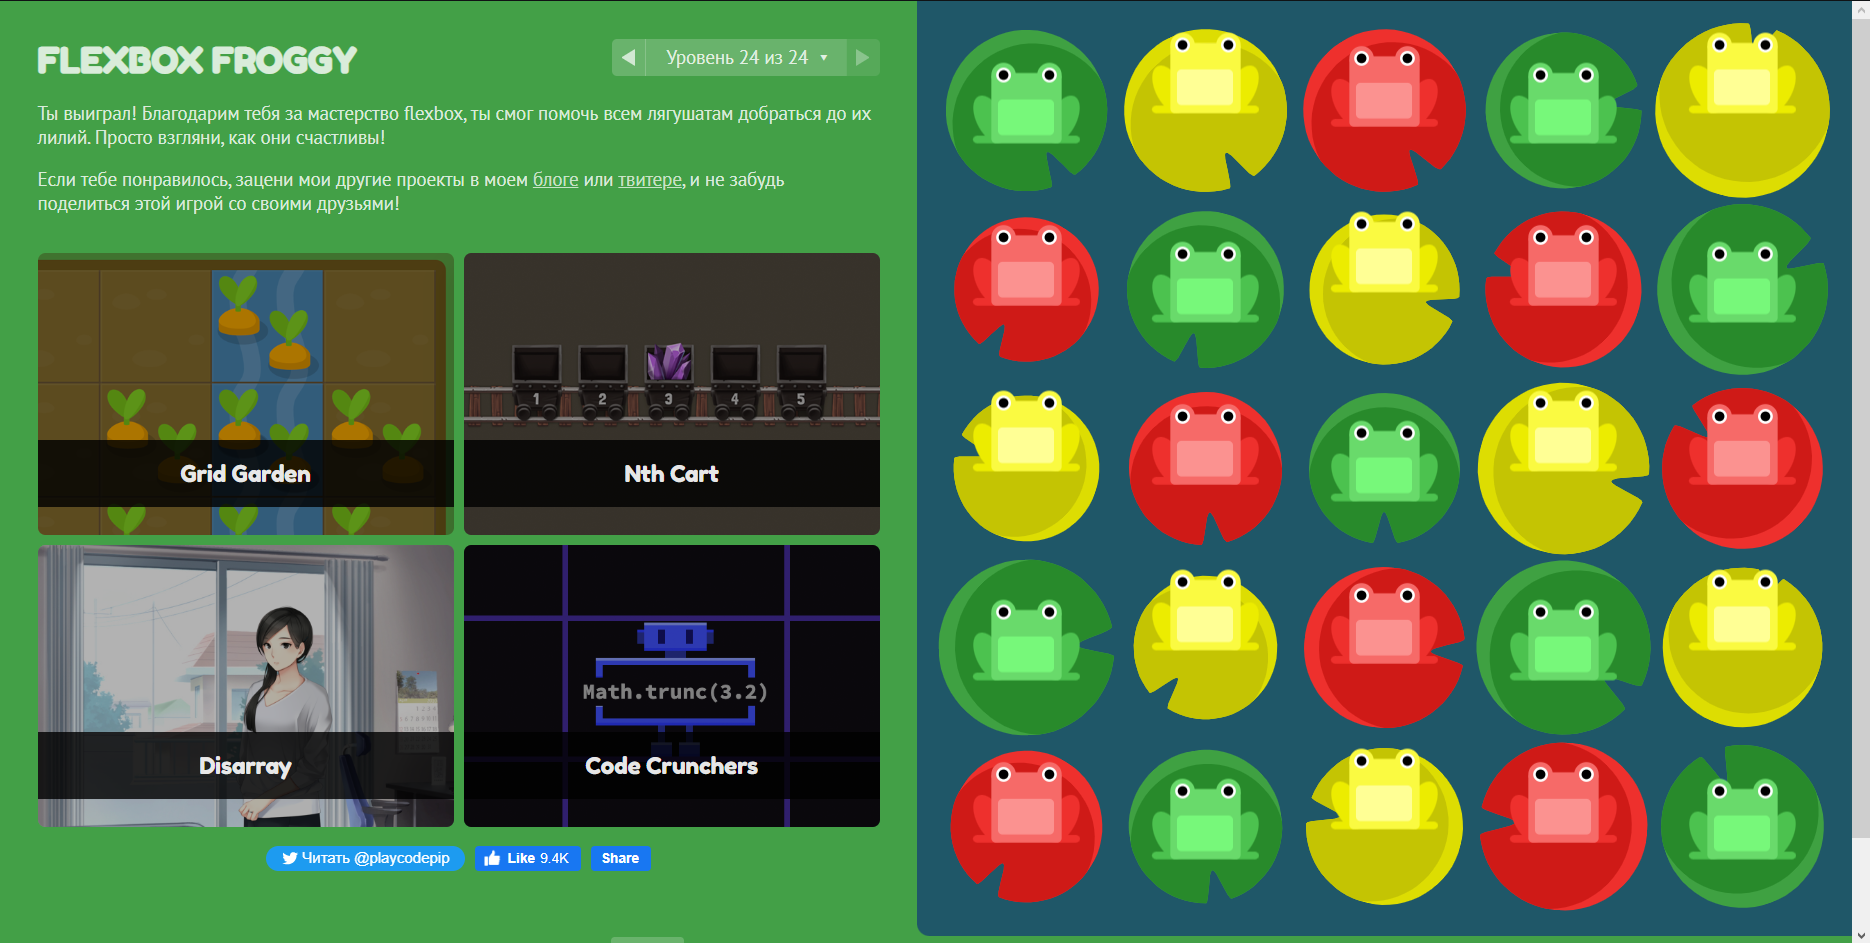 FLEXBOX FROGGY
Уровень 24 из 24
Ты выиграл! Благодарим тебя за мастерство flexbox, ты смог помочь всем лягушатам добраться до их
лилий. Просто взгляни, как они счастливы!
Если тебе понравилось, зацени мои другие проекты в моем блоге или твитере, и не забудь
поделиться этой игрой со своими друзьями!
1 2 3 4 5
Grid Garden
Nth Cart
Math.trunc(3.2)
Disarray
Code Crunchers
Читать @playcodepip
Like 9.4K
Share